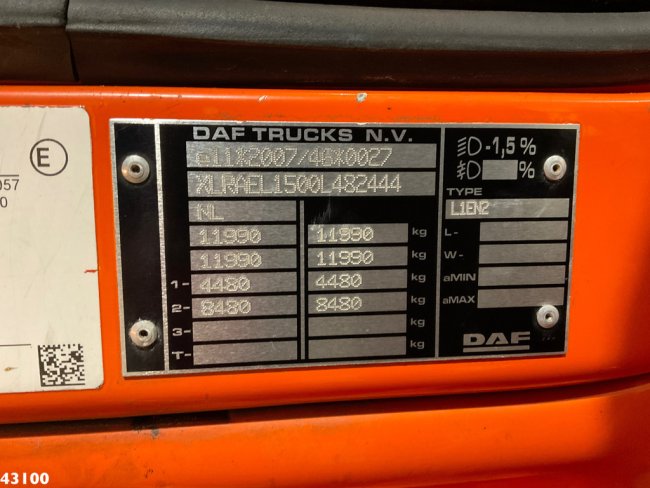 E
057
0
DAF TRUCKS N.V.
e11*2007/46*0027
XLRAEL1500L482444
NL
11990 11990 kg
11990 11990 kg
1- 4480 4480 kg
2- 8480 8480 kg
3- kg
T- kg
D -1,5 %
D %
TYPE
L1EN2
L-
W-
aMIN
aMAX
DAF
43100